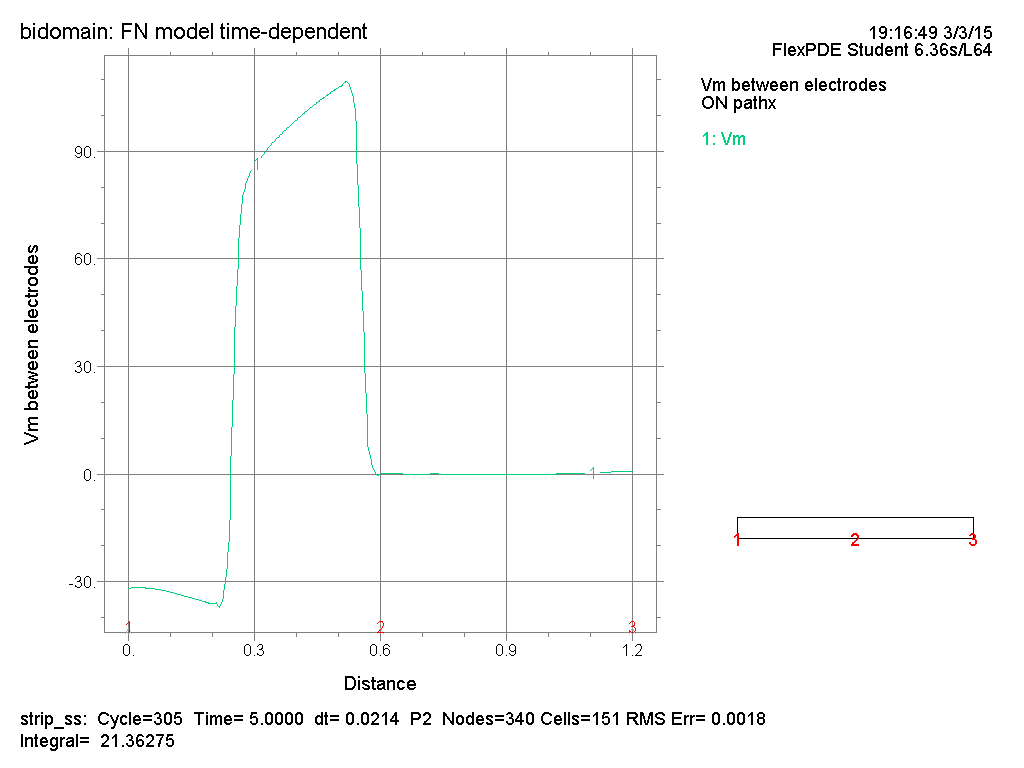 bidomain: FN model time-dependent
19:16:49 3/3/15
FlexPDE Student 6.36s/L64
Vm between electrodes
ON pathx
1: Vm
90.
60.
30.
0.
-30.
Vm between electrodes
1
1
1
2
3
0.
0.3
0.6
0.9
1.2
Distance
1
2
3
strip_ss: Cycle=305 Time= 5.0000 dt= 0.0214 P2 Nodes=340 Cells=151 RMS Err= 0.0018
Integral= 21.36275